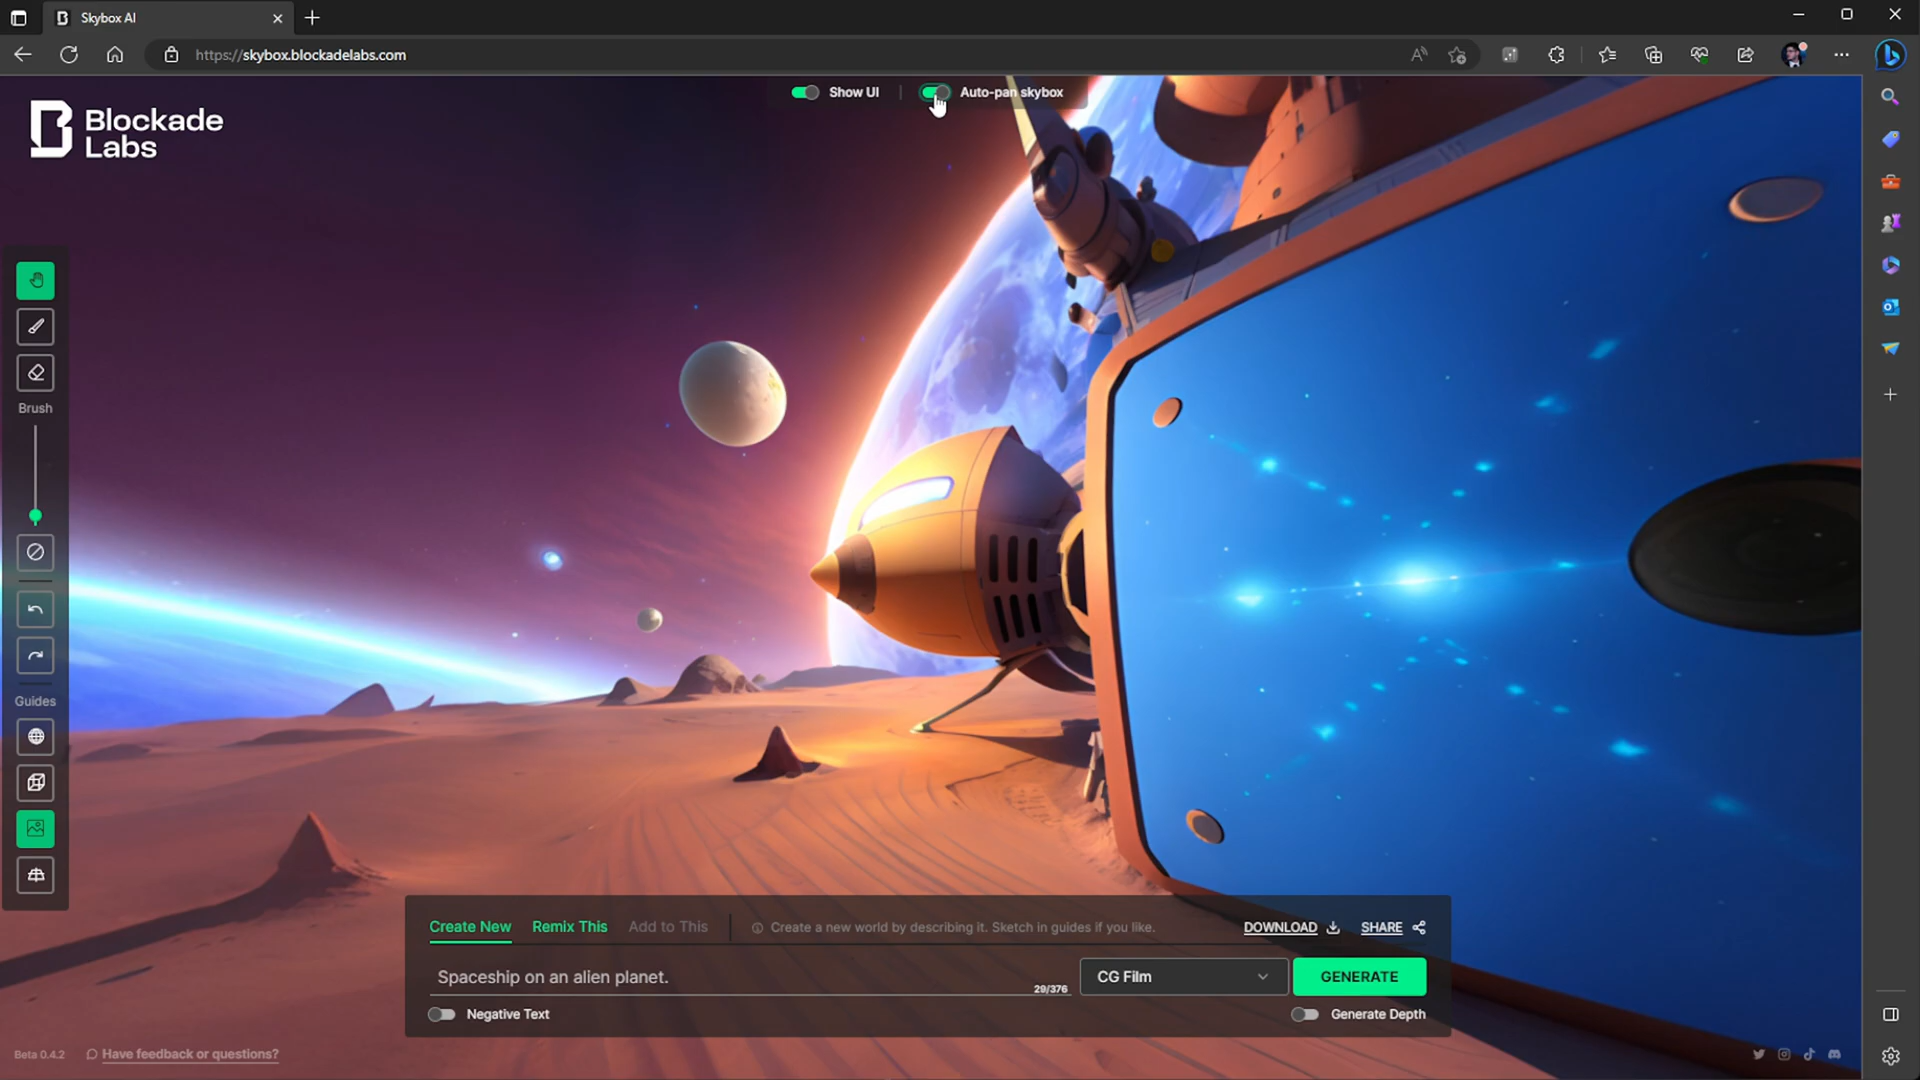 Skybox AI
https://skybox.blockadelabs.com
Show UI | Auto-pan skybox
Blockade
Labs
Brush
Guides
Create New Remix This Add to This Create a new world by describing it. Sketch in guides if you like. DOWNLOAD SHARE
Spaceship on an alien planet. 29/376 CG Film GENERATE
Negative Text Generate Depth
Beta 0.4.2 Have feedback or questions?